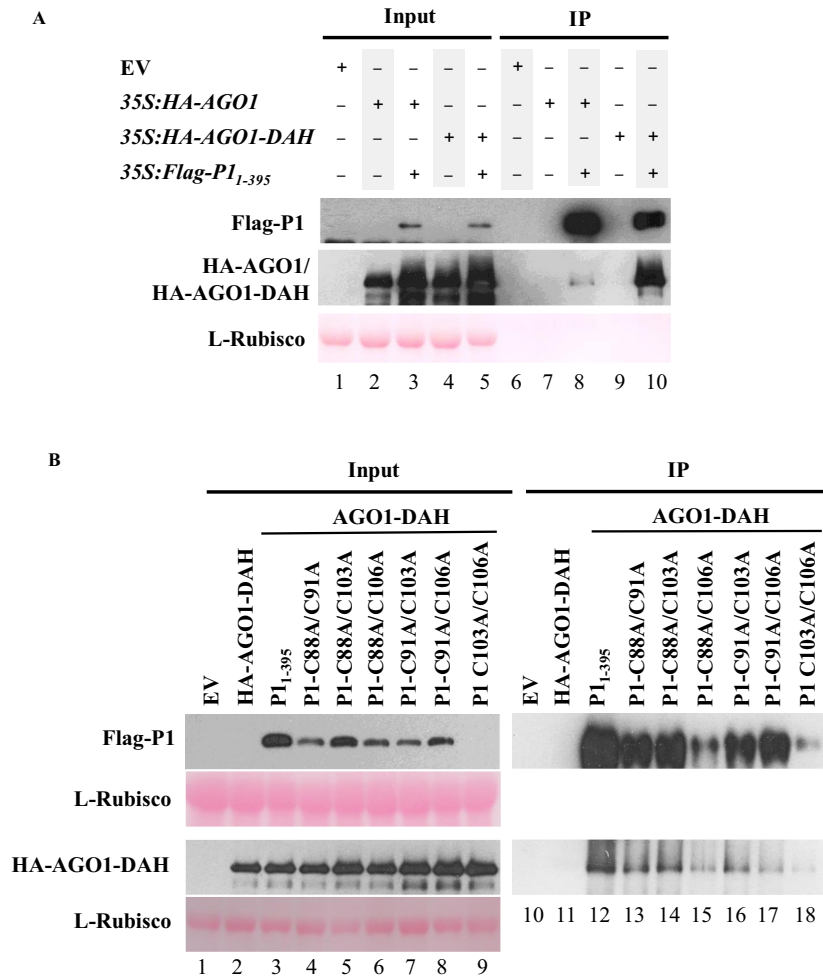 A
Input IP
EV + – – – – + – – – –
35S:HA-AGO1 – + + – – – + + – –
35S:HA-AGO1-DAH – – – + + – – – + +
35S:Flag-P1₁₋₃₉₅ – – + – + – – + – +
Flag-P1
HA-AGO1/
HA-AGO1-DAH
L-Rubisco
1 2 3 4 5 6 7 8 9 10
B
Input IP
AGO1-DAH AGO1-DAH
EV HA-AGO1-DAH P1₁₋₃₉₅ P1-C88A/C91A P1-C88A/C103A P1-C88A/C106A P1-C91A/C103A P1-C91A/C106A P1 C103A/C106A EV HA-AGO1-DAH P1₁₋₃₉₅ P1-C88A/C91A P1-C88A/C103A P1-C88A/C106A P1-C91A/C103A P1-C91A/C106A P1 C103A/C106A
Flag-P1
L-Rubisco
HA-AGO1-DAH
L-Rubisco
10 11 12 13 14 15 16 17 18
1 2 3 4 5 6 7 8 9